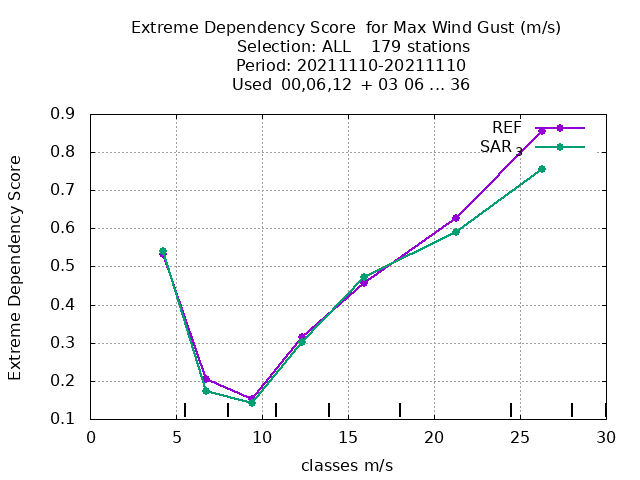 Extreme Dependency Score for Max Wind Gust (m/s)
Selection: ALL 179 stations
Period: 20211110-20211110
Used 00,06,12 + 03 06 ... 36
REF
SAR 3
Extreme Dependency Score
0.9
0.8
0.7
0.6
0.5
0.4
0.3
0.2
0.1
0 5 10 15 20 25 30
classes m/s